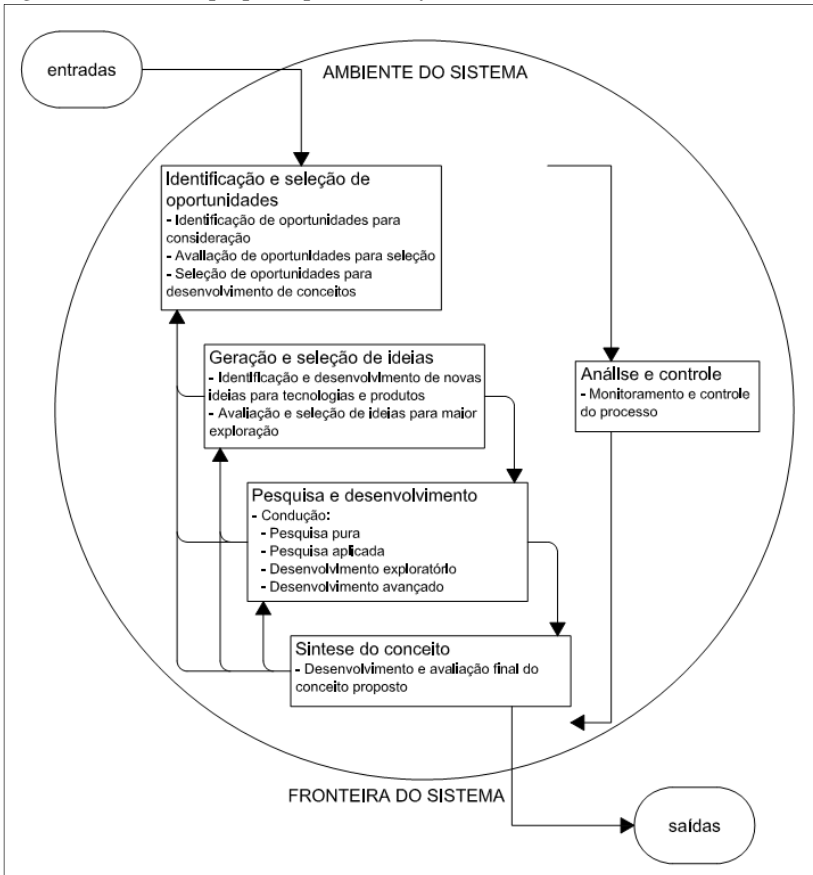 entradas
AMBIENTE DO SISTEMA
Identificação e seleção de
oportunidades
- Identificação de oportunidades para
consideração
- Avaliação de oportunidades para seleção
- Seleção de oportunidades para
desenvolvimento de conceitos
Geração e seleção de ideias
- Identificação e desenvolvimento de novas
ideias para tecnologias e produtos
- Avaliação e seleção de ideias para maior
exploração
Análise e controle
- Monitoramento e controle
do processo
Pesquisa e desenvolvimento
- Condução:
- Pesquisa pura
- Pesquisa aplicada
- Desenvolvimento exploratório
- Desenvolvimento avançado
Sintese do conceito
- Desenvolvimento e avaliação final do
conceito proposto
FRONTEIRA DO SISTEMA
saídas